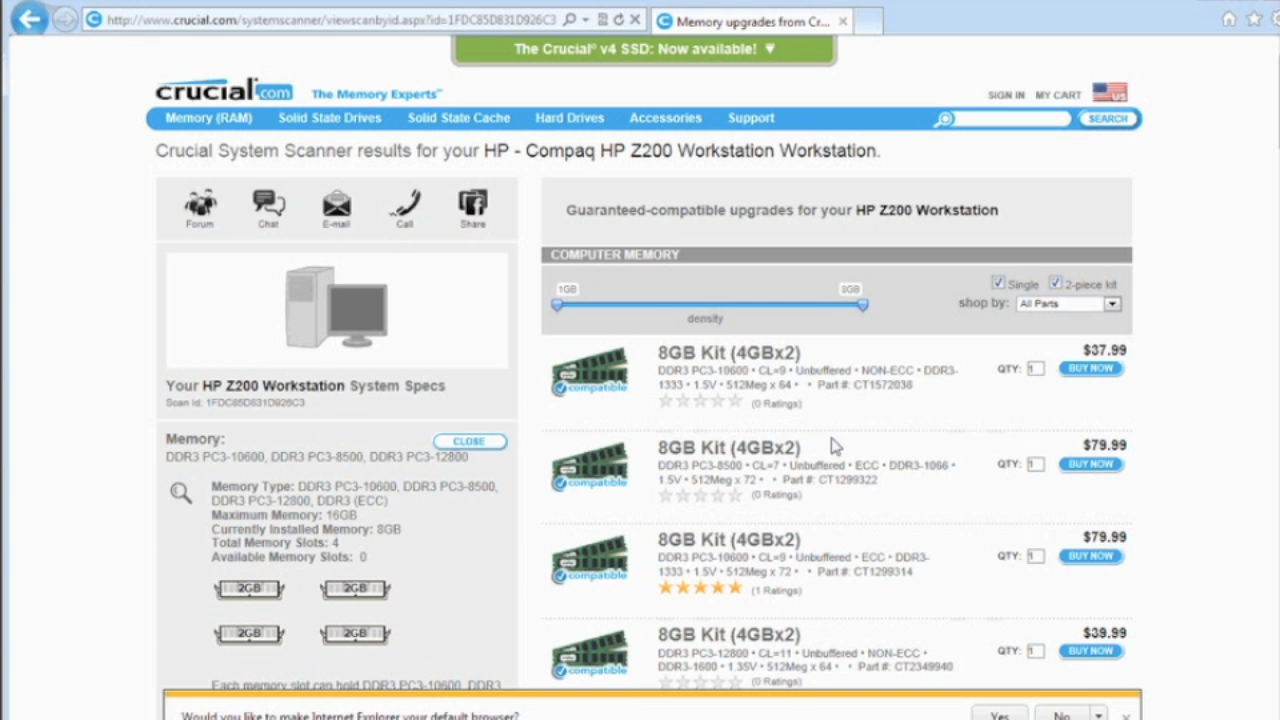 http://www.crucial.com/systemscanner/viewscanbyid.aspx?id=1FDC85D831D926C3
Memory upgrades from Cr...
The Crucial® v4 SSD: Now available! ▼
crucial.com The Memory Experts™
SIGN IN MY CART
US
Memory (RAM) Solid State Drives Solid State Cache Hard Drives Accessories Support SEARCH
Crucial System Scanner results for your HP - Compaq HP Z200 Workstation Workstation.
Forum Chat E-mail Call Share
Your HP Z200 Workstation System Specs
Scan Id: 1FDC85D831D926C3
Memory: CLOSE
DDR3 PC3-10600, DDR3 PC3-8500, DDR3 PC3-12800
Memory Type: DDR3 PC3-10600, DDR3 PC3-8500,
DDR3 PC3-12800, DDR3 (ECC)
Maximum Memory: 16GB
Currently Installed Memory: 8GB
Total Memory Slots: 4
Available Memory Slots: 0
2GB 2GB
2GB 2GB
Each memory slot can hold DDR3 PC3-10600, DDR3
Guaranteed-compatible upgrades for your HP Z200 Workstation
COMPUTER MEMORY
1GB 8GB
density
Single 2-piece kit
shop by: All Parts
8GB Kit (4GBx2) $37.99
DDR3 PC3-10600 • CL=9 • Unbuffered • NON-ECC • DDR3-
1333 • 1.5V • 512Meg x 64 • • Part #: CT1572038
QTY: 1 BUY NOW
compatible
(0 Ratings)
8GB Kit (4GBx2) $79.99
DDR3 PC3-8500 • CL=7 • Unbuffered • ECC • DDR3-1066 •
1.5V • 512Meg x 72 • • Part #: CT1299322
QTY: 1 BUY NOW
compatible
(0 Ratings)
8GB Kit (4GBx2) $79.99
DDR3 PC3-10600 • CL=9 • Unbuffered • ECC • DDR3-
1333 • 1.5V • 512Meg x 72 • • Part #: CT1299314
QTY: 1 BUY NOW
compatible
(1 Ratings)
8GB Kit (4GBx2) $39.99
DDR3 PC3-12800 • CL=11 • Unbuffered • NON-ECC •
DDR3-1600 • 1.35V • 512Meg x 64 • • Part #: CT2349940
QTY: 1 BUY NOW
compatible
(0 Ratings)
Would you like to make Internet Explorer your default browser? Yes No